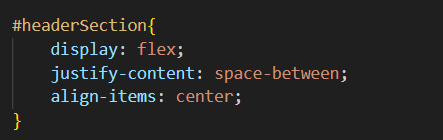 #headerSection{
    display: flex;
    justify-content: space-between;
    align-items: center;
}